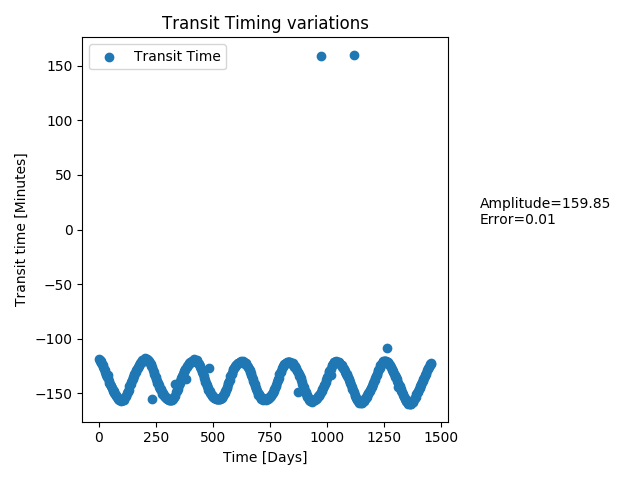 Transit Timing variations
Transit Time
150
100
50
0
−50
−100
−150
Transit time [Minutes]
0
250
500
750
1000
1250
1500
Time [Days]
Amplitude=159.85
Error=0.01